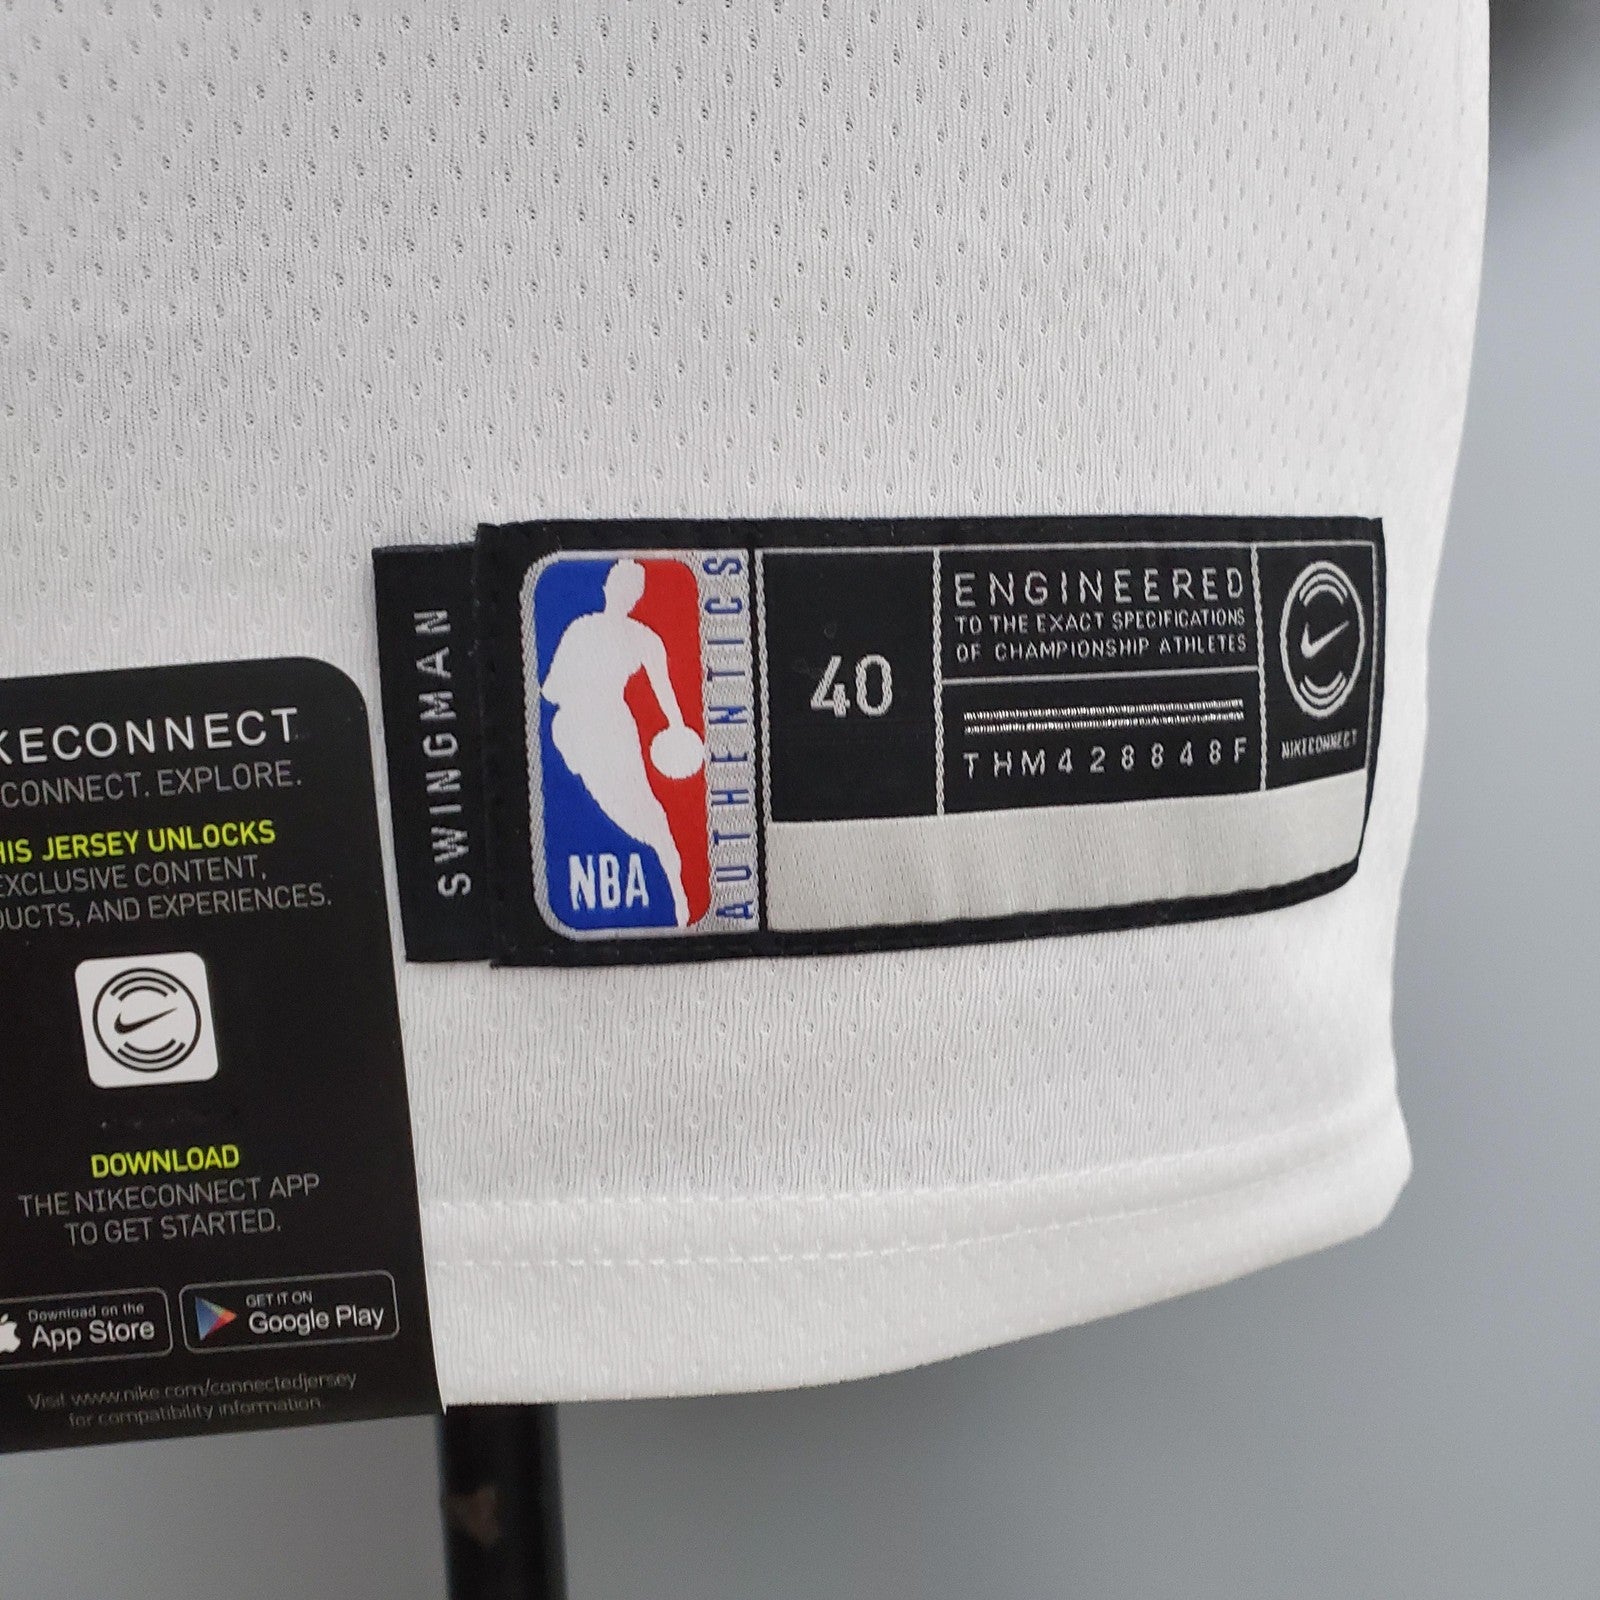 KECONNECT
CONNECT. EXPLORE.
HIS JERSEY UNLOCKS
EXCLUSIVE CONTENT,
DUCTS, AND EXPERIENCES.
DOWNLOAD
THE NIKECONNECT APP
TO GET STARTED.
Download on the
App Store
GET IT ON
Google Play
Visit www.nike.com/connectedjersey
for compatibility information.
SWINGMAN
NBA
AUTHENTICS
40
ENGINEERED
TO THE EXACT SPECIFICATIONS
OF CHAMPIONSHIP ATHLETES
THM428848F
NIKECONNECT